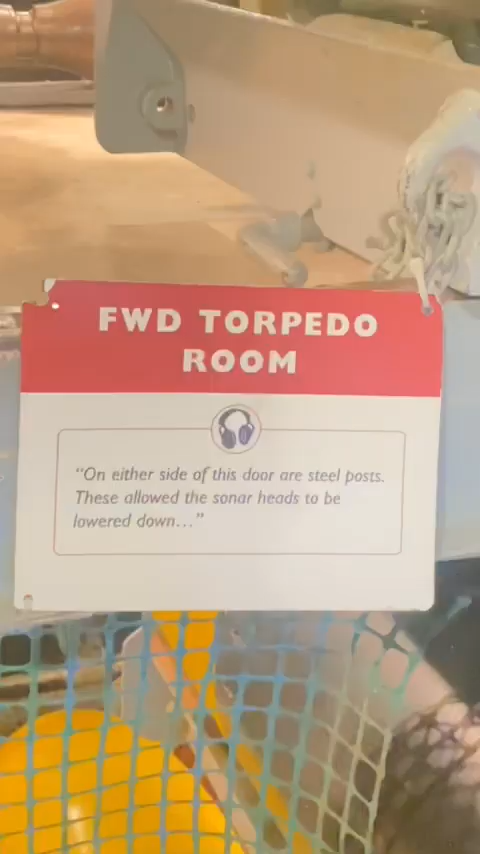 FWD TORPEDO
ROOM
“On either side of this door are steel posts.
These allowed the sonar heads to be
lowered down...”